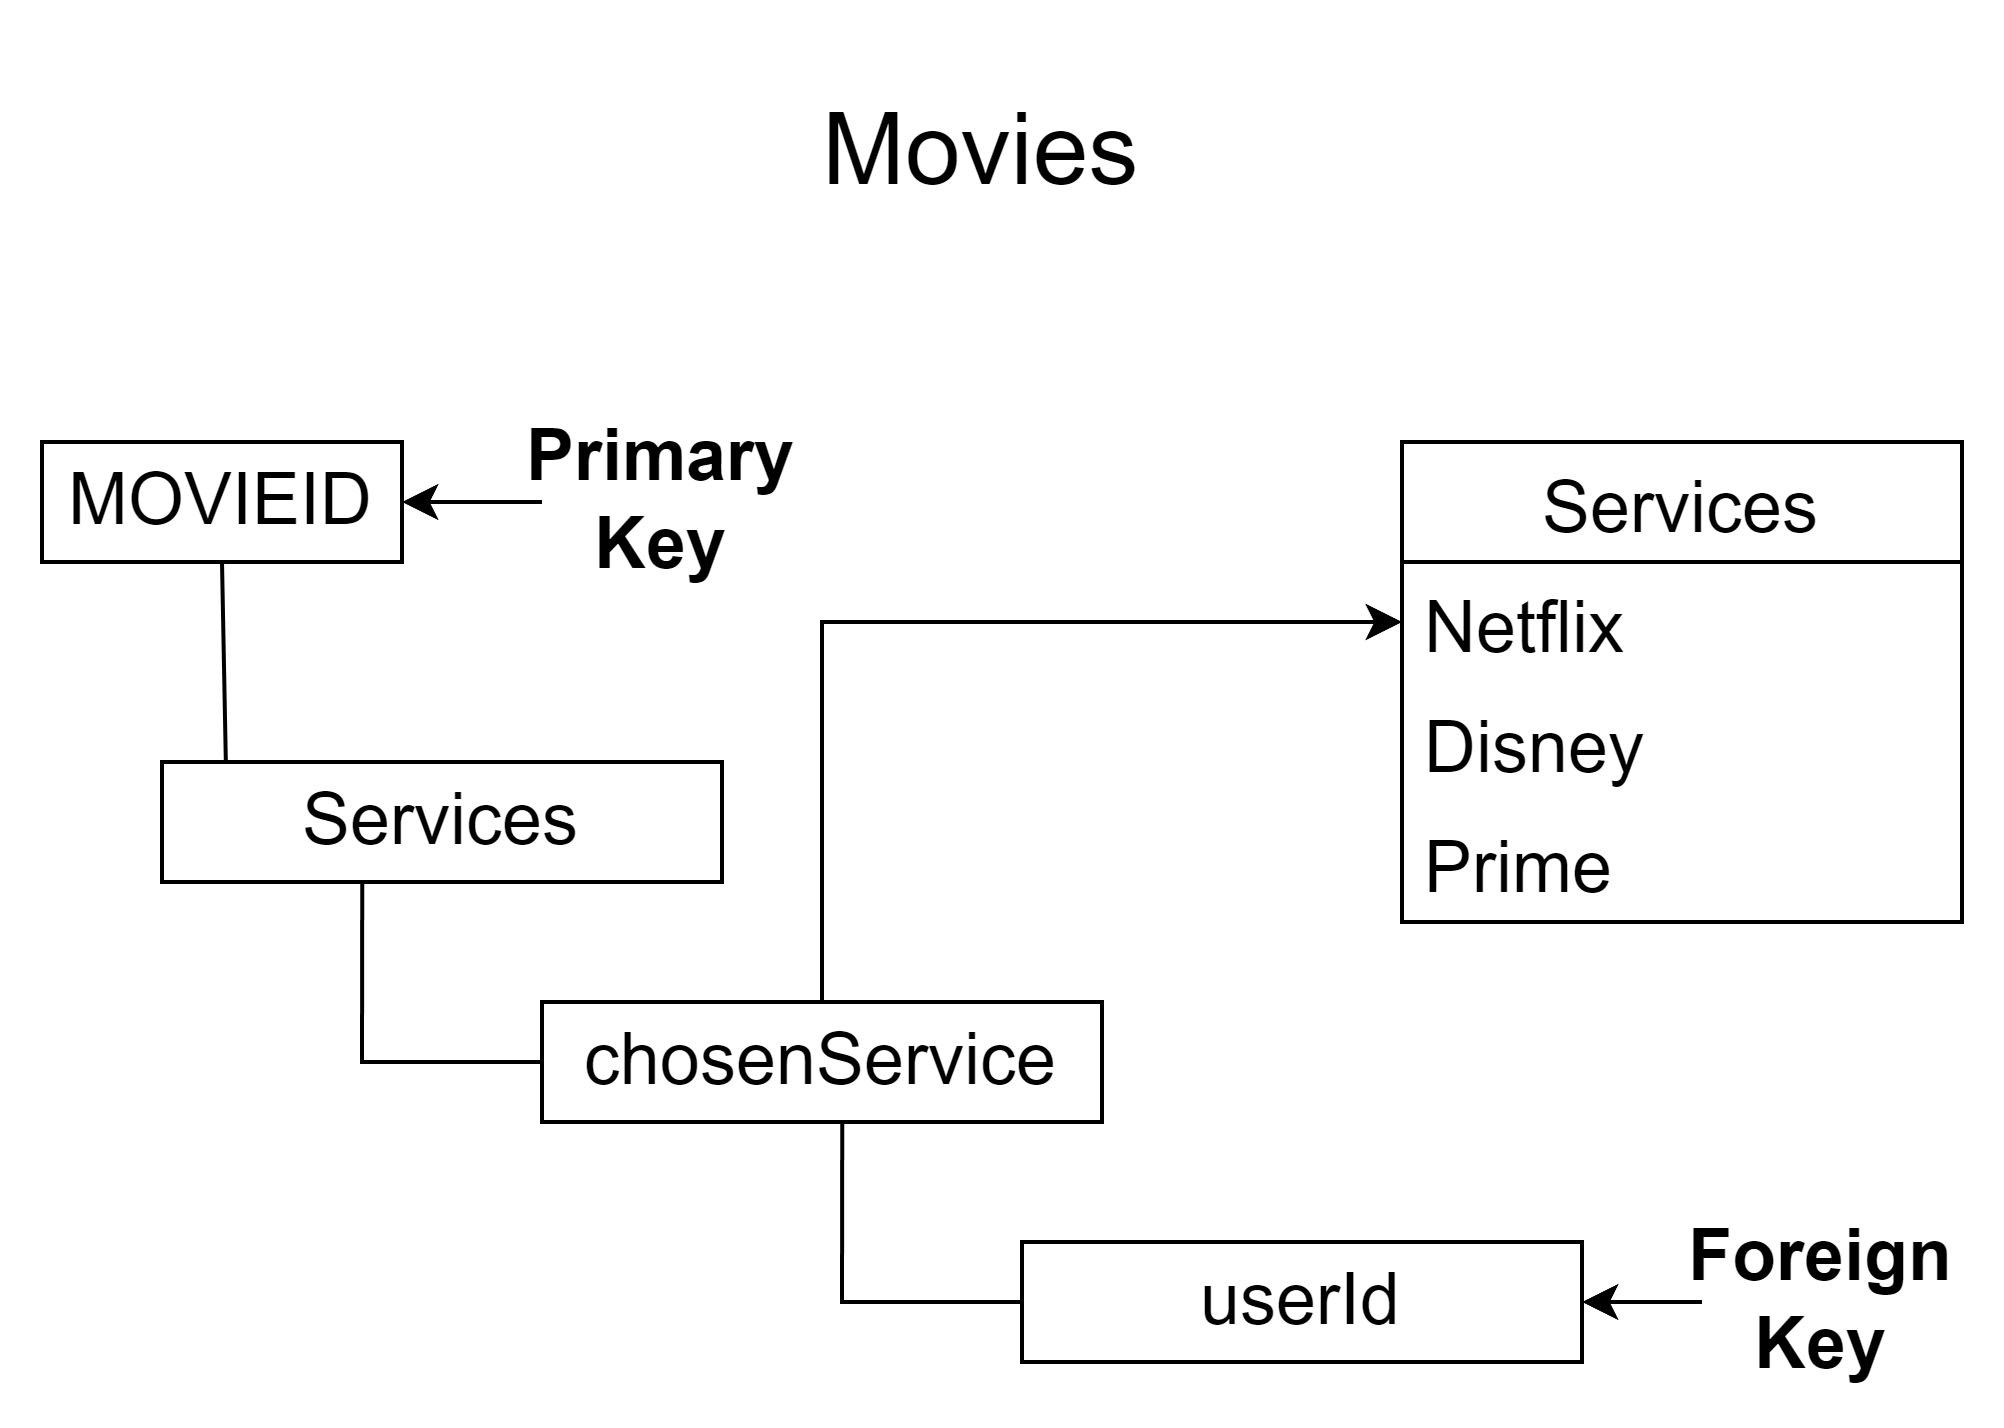 Movies
MOVIEID
Primary
Key
Services
Netflix
Disney
Prime
Services
chosenService
userId
Foreign
Key